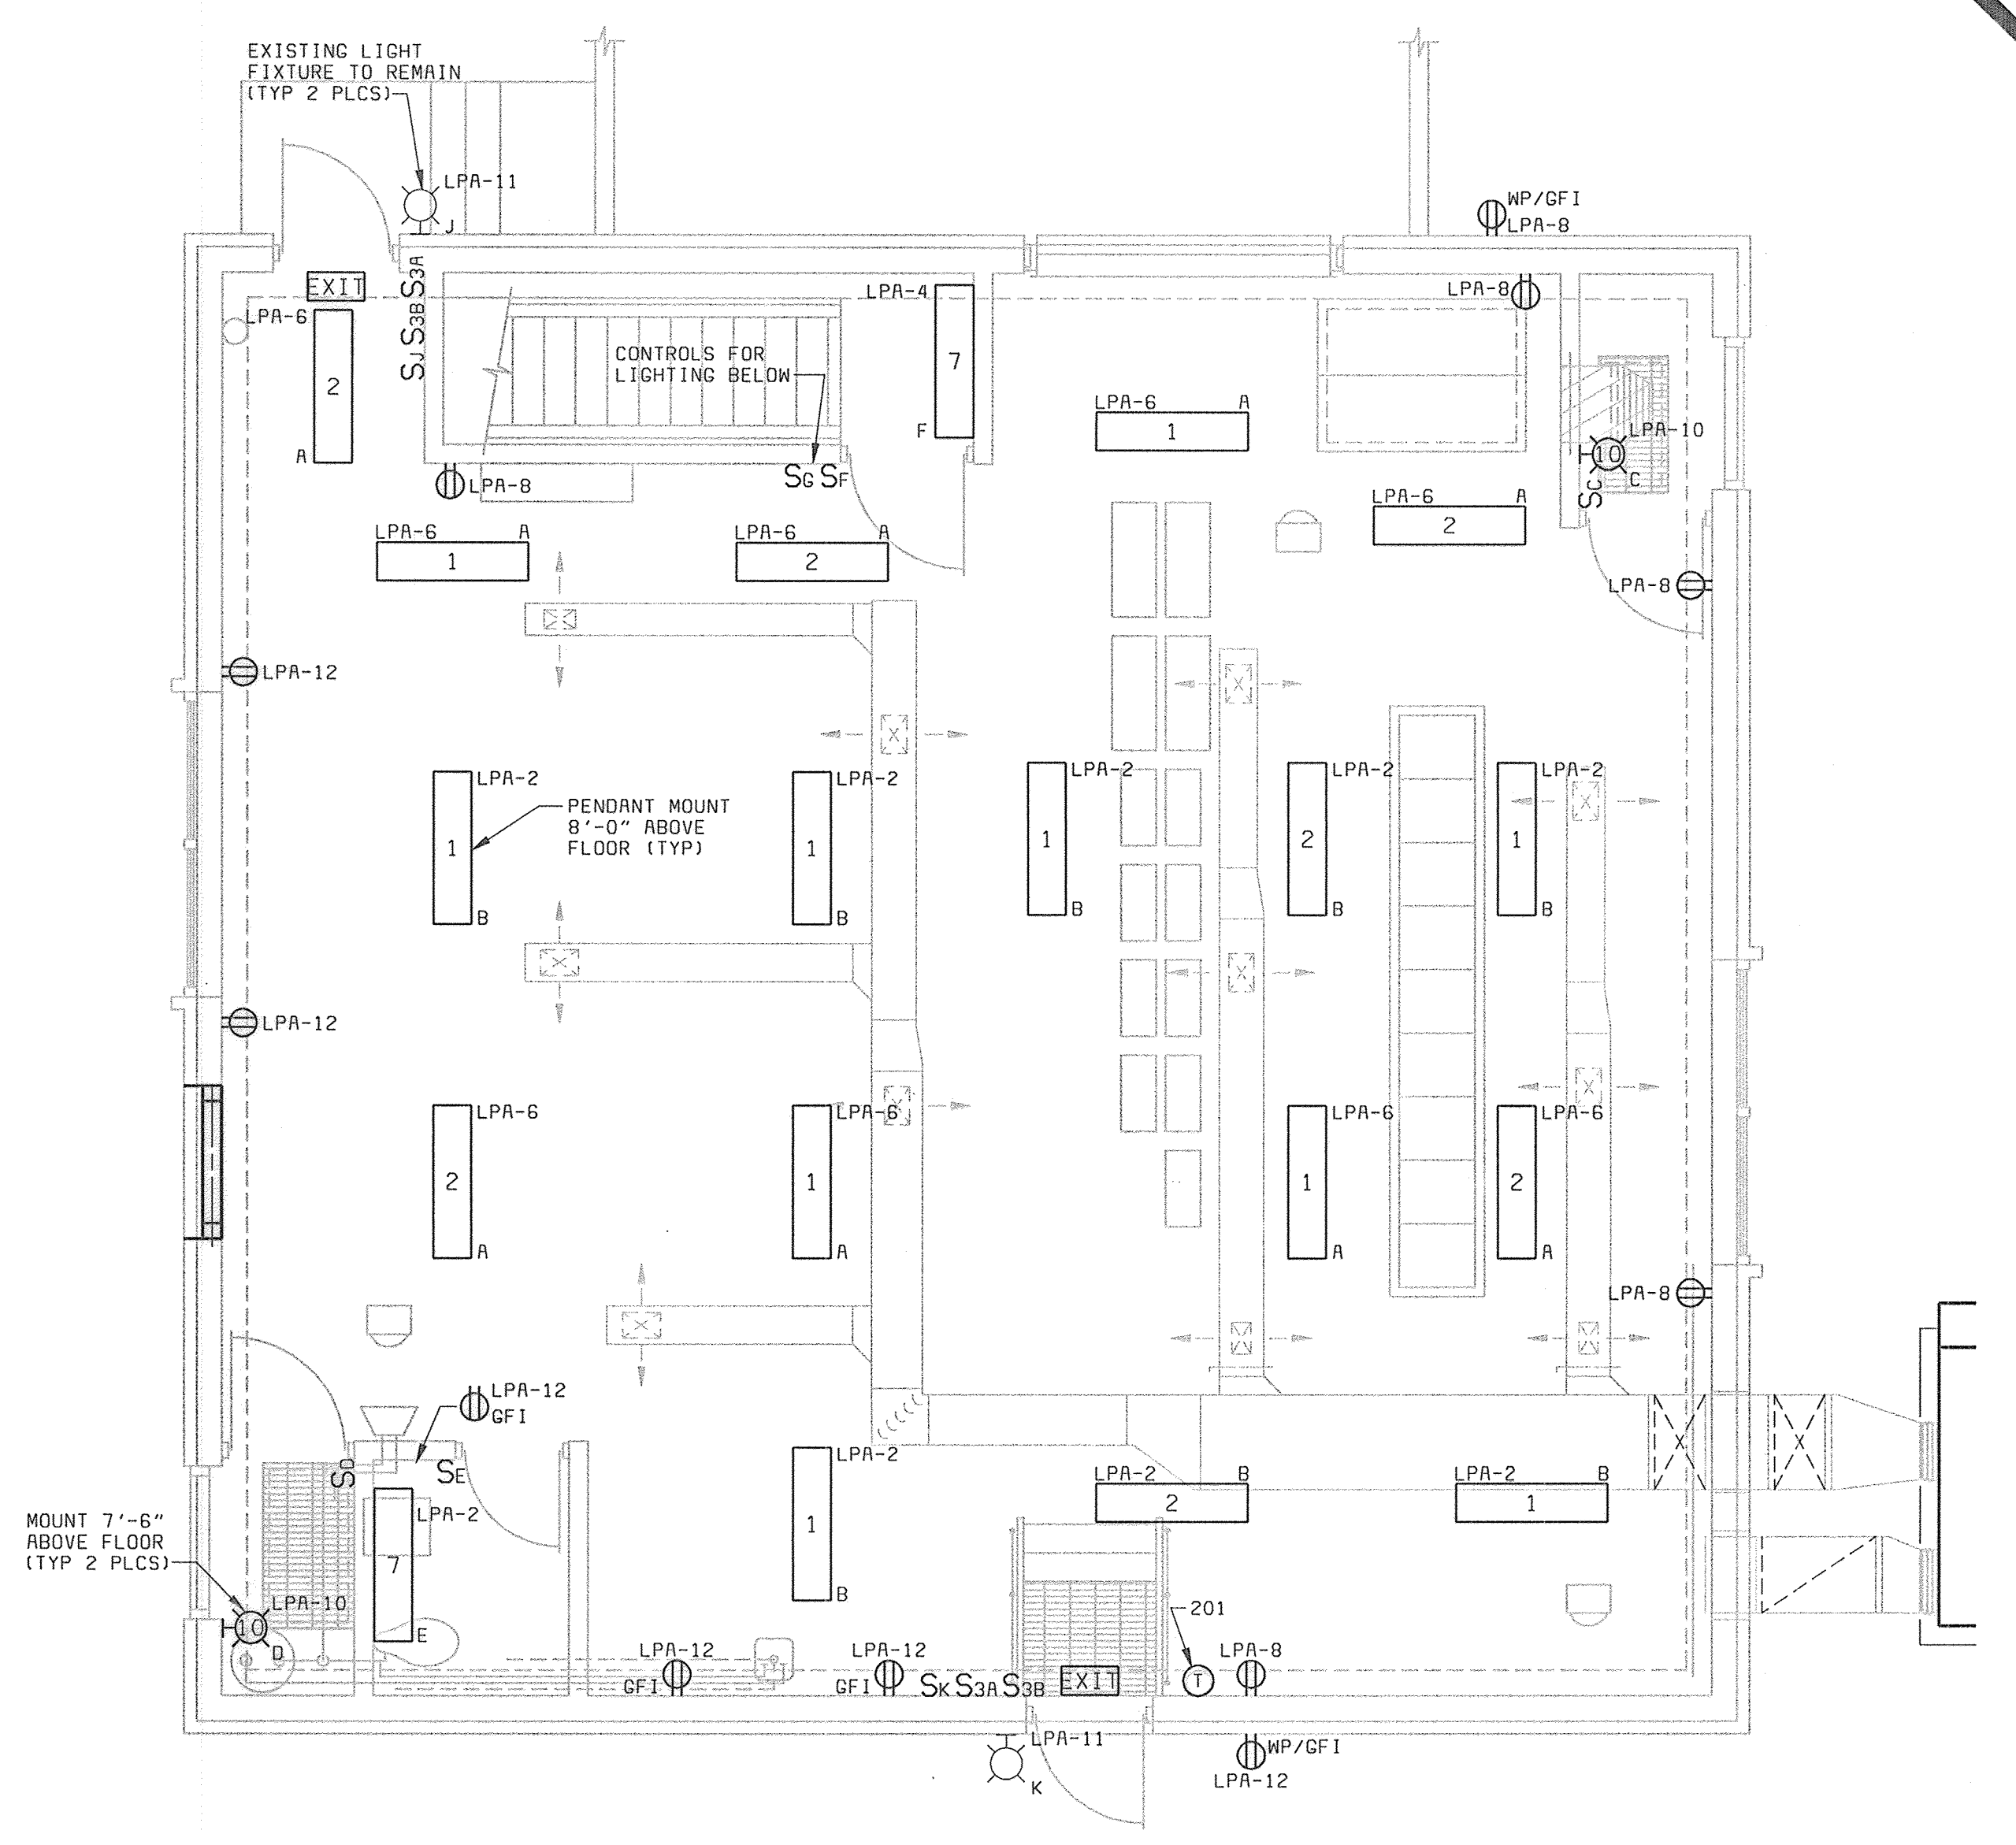 EXISTING LIGHT
FIXTURE TO REMAIN
(TYP 2 PLCS)
LPA-11
J
WP/GFI
LPA-8
EXIT
S3A
S3B
SJ
LPA-6
2
A
LPA-4
7
F
CONTROLS FOR
LIGHTING BELOW
SG SF
LPA-8
LPA-8
LPA-6 A
1
LPA-10
10
C
SC
LPA-6 A
2
LPA-6 A
1
LPA-6 A
2
LPA-8
LPA-12
X
X
X
LPA-2
1
B
PENDANT MOUNT
8'-0" ABOVE
FLOOR (TYP)
LPA-2
1
B
LPA-2
1
B
LPA-2
2
B
LPA-2
1
B
X
X
X
LPA-12
LPA-6
2
A
LPA-6
1
A
X
LPA-6
1
A
LPA-6
2
A
X
LPA-8
X
X
X
LPA-12
GFI
SD
SE
LPA-2
7
E
LPA-2
1
B
LPA-2 B
2
LPA-2 B
1
X
X
MOUNT 7'-6"
ABOVE FLOOR
(TYP 2 PLCS)
LPA-10
10
D
LPA-12
GFI
LPA-12
GFI
SK S3A S3B
EXIT
201
T
LPA-8
LPA-11
K
WP/GFI
LPA-12